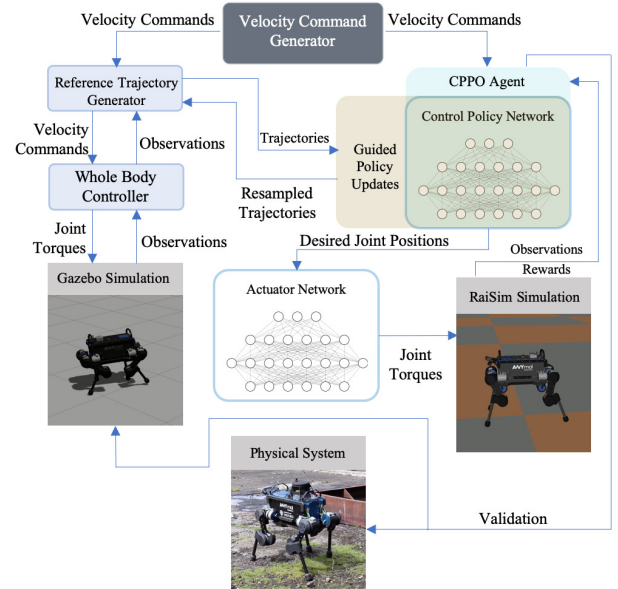 Velocity Commands
Velocity Command
Generator
Velocity Commands
Reference Trajectory
Generator
CPPO Agent
Control Policy Network
Velocity
Commands
Observations
Trajectories
Guided
Policy
Updates
Whole Body
Controller
Resampled
Trajectories
Joint
Torques
Observations
Desired Joint Positions
Observations
Rewards
Gazebo Simulation
Actuator Network
RaiSim Simulation
Joint
Torques
ANYmal
Physical System
ANYmal
Validation